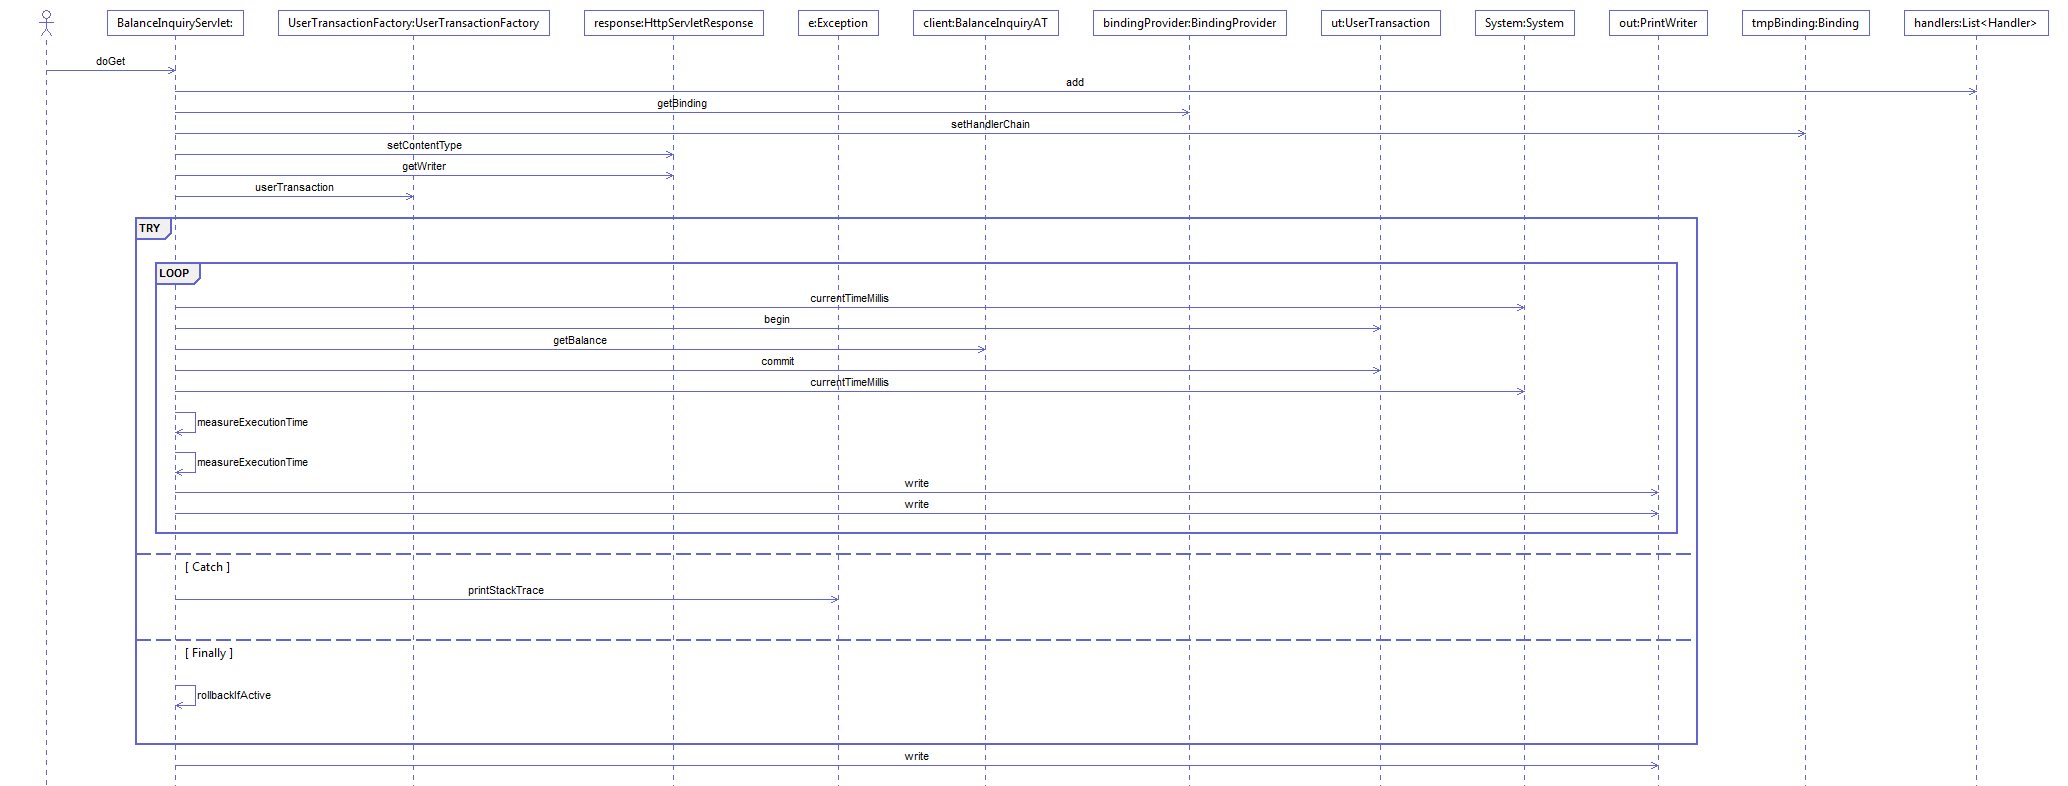 BalanceInquiryServlet:
UserTransactionFactory:UserTransactionFactory
response:HttpServletResponse
e:Exception
client:BalanceInquiryAT
bindingProvider:BindingProvider
ut:UserTransaction
System:System
out:PrintWriter
tmpBinding:Binding
handlers:List<Handler>
doGet
add
getBinding
setHandlerChain
setContentType
getWriter
userTransaction
TRY
LOOP
currentTimeMillis
begin
getBalance
commit
currentTimeMillis
measureExecutionTime
measureExecutionTime
write
write
[ Catch ]
printStackTrace
[ Finally ]
rollbackIfActive
write